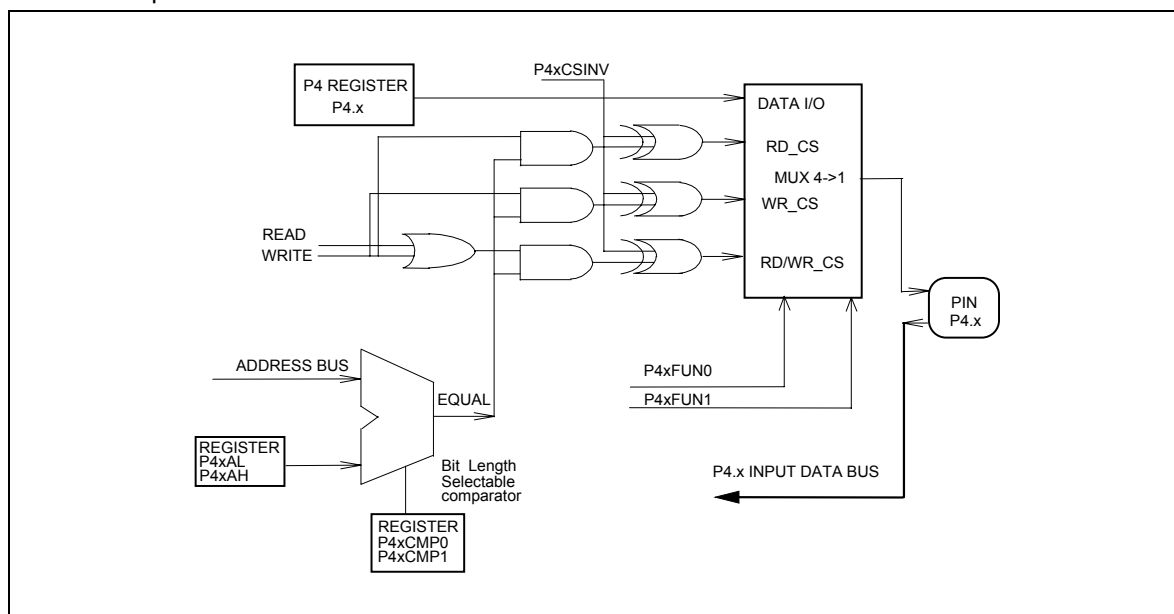 P4 REGISTER
P4.x
P4xCSINV
DATA I/O
RD_CS
MUX 4->1
WR_CS
RD/WR_CS
READ
WRITE
PIN
P4.x
ADDRESS BUS
EQUAL
P4xFUN0
P4xFUN1
REGISTER
P4xAL
P4xAH
Bit Length
Selectable
comparator
P4.x INPUT DATA BUS
REGISTER
P4xCMP0
P4xCMP1